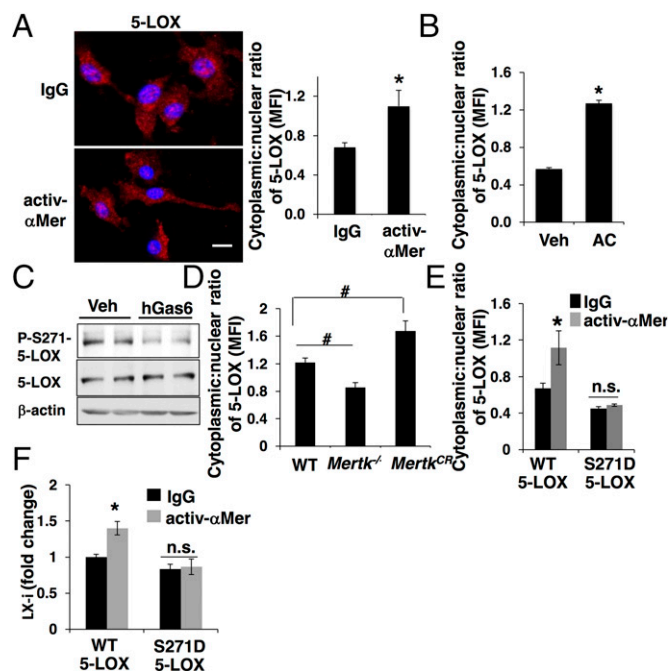 A
5-LOX
IgG
activ-
αMer
Cytoplasmic:nuclear ratio
of 5-LOX (MFI)
1.2
0.8
0.4
0.0
*
IgG
activ-
αMer
B
Cytoplasmic:nuclear ratio
of 5-LOX (MFI)
1.6
1.2
0.8
0.4
0
*
Veh
AC
C
Veh
hGas6
P-S271-
5-LOX
5-LOX
β-actin
D
Cytoplasmic:nuclear ratio
of 5-LOX (MFI)
2
1.6
1.2
0.8
0.4
0
#
#
WT
Mertk-/-
MertkCR
E
IgG
activ-αMer
Cytoplasmic:nuclear ratio
of 5-LOX (MFI)
1.6
1.2
0.8
0.4
0
*
n.s.
WT
5-LOX
S271D
5-LOX
F
IgG
activ-αMer
LX-i (fold change)
2
1.5
1
0.5
0
*
n.s.
WT
5-LOX
S271D
5-LOX